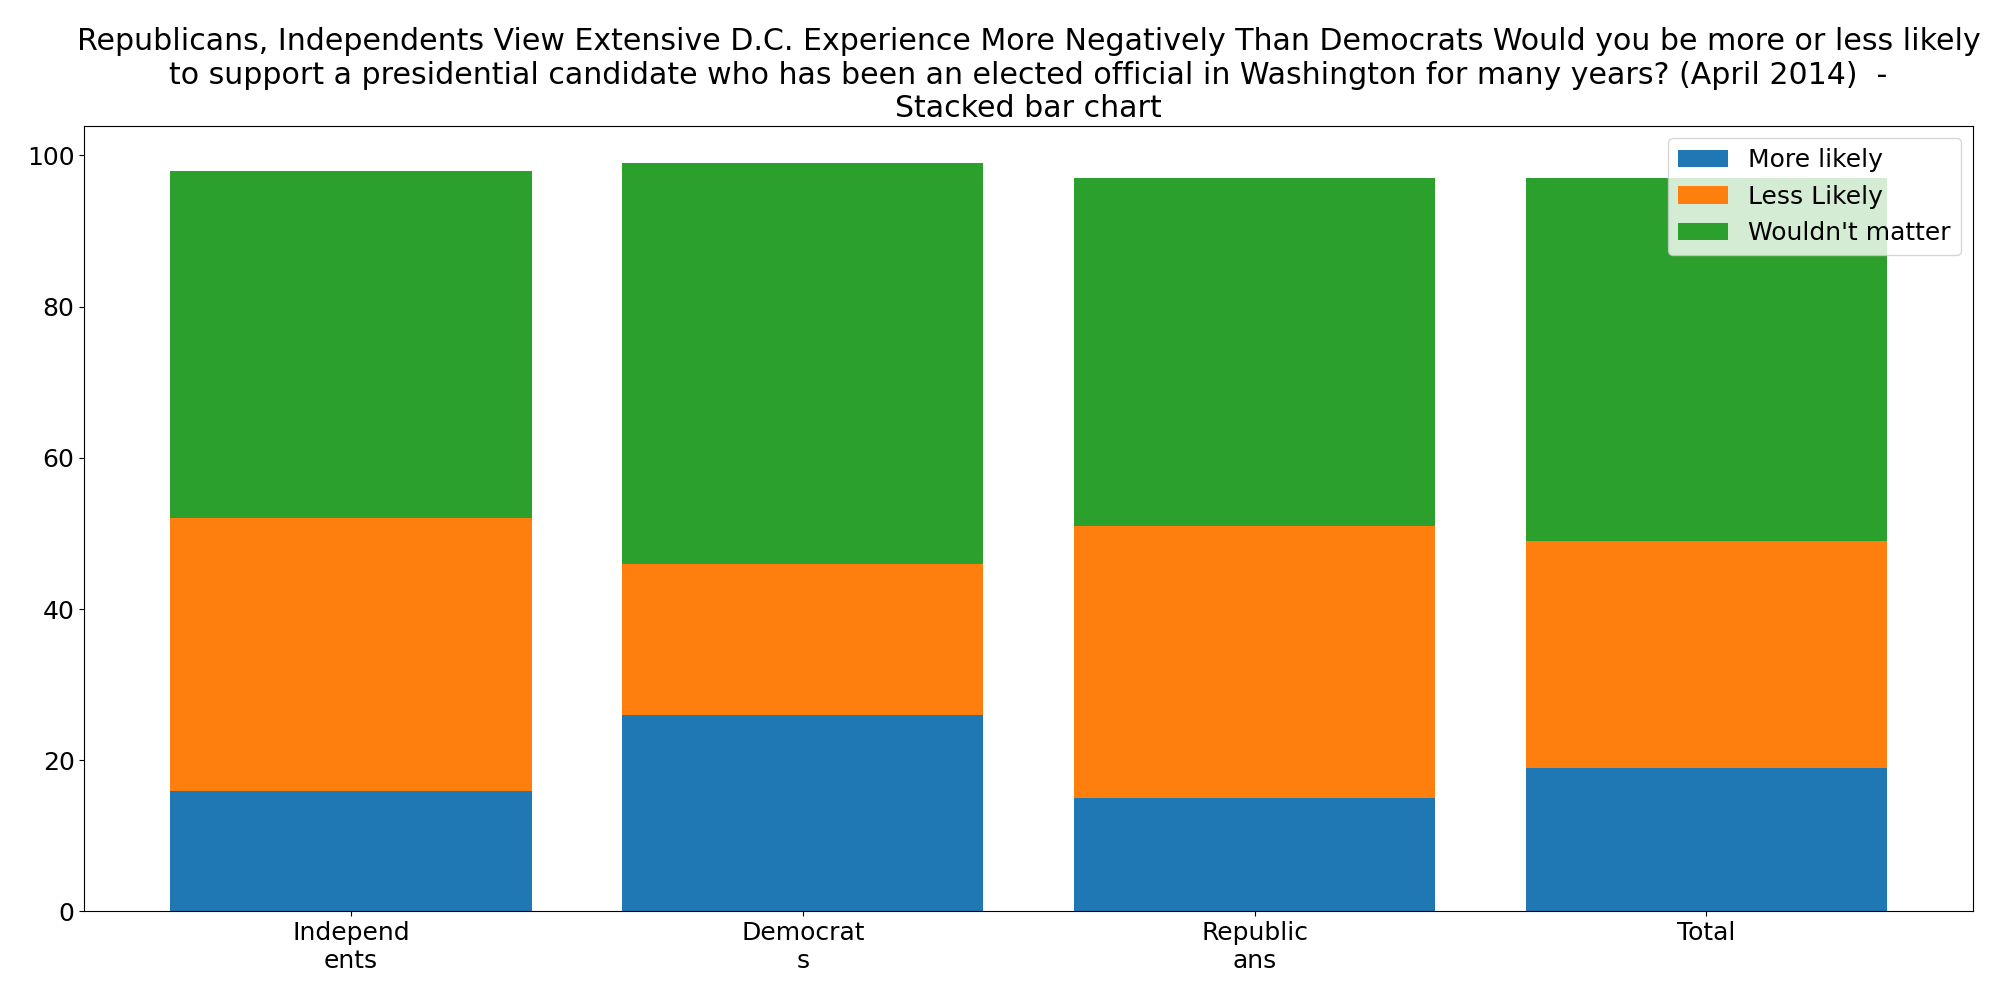 Republicans, Independents View Extensive D.C. Experience More Negatively Than Democrats Would you be more or less likely
to support a presidential candidate who has been an elected official in Washington for many years? (April 2014)  -
Stacked bar chart
100
80
60
40
20
0
More likely
Less Likely
Wouldn't matter
Independ
ents
Democrat
s
Republic
ans
Total